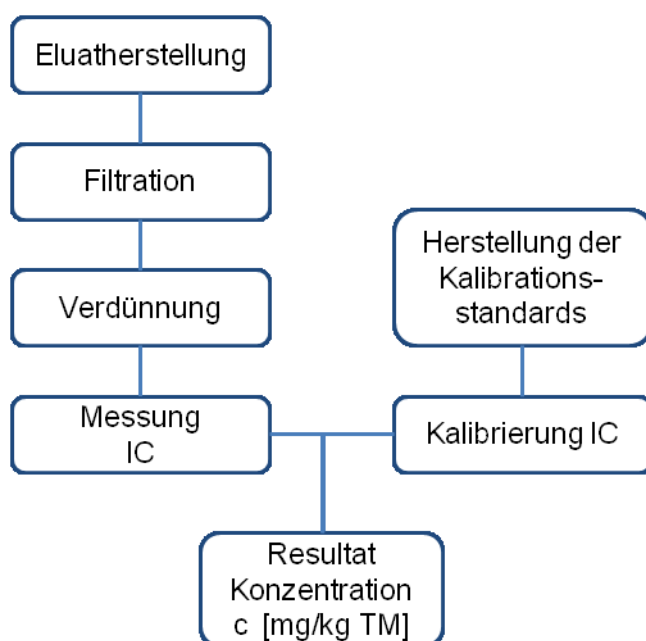 Eluatherstellung
Filtration
Verdünnung
Messung
IC
Herstellung der
Kalibrations-
standards
Kalibrierung IC
Resultat
Konzentration
c [mg/kg TM]